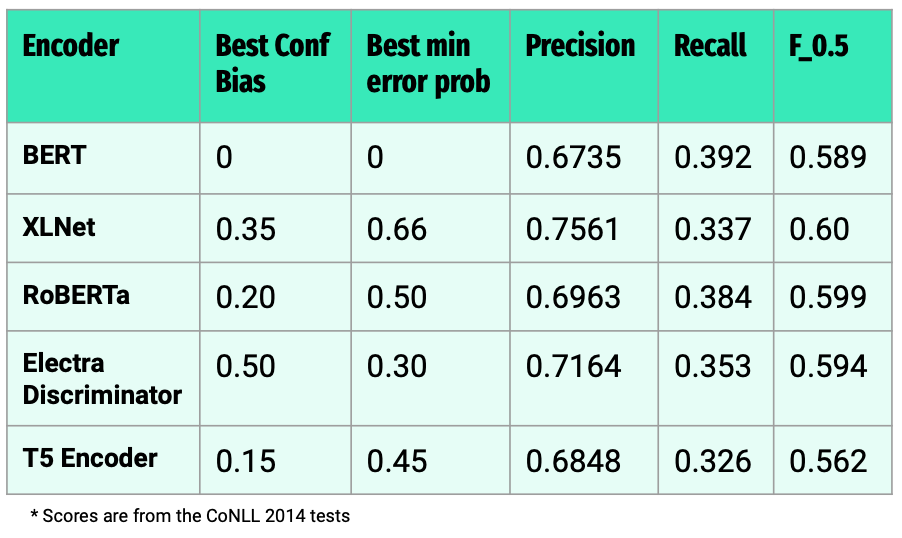 Encoder Best Conf Bias Best min error prob Precision Recall F_0.5
BERT 0 0 0.6735 0.392 0.589
XLNet 0.35 0.66 0.7561 0.337 0.60
RoBERTa 0.20 0.50 0.6963 0.384 0.599
Electra Discriminator 0.50 0.30 0.7164 0.353 0.594
T5 Encoder 0.15 0.45 0.6848 0.326 0.562
* Scores are from the CoNLL 2014 tests